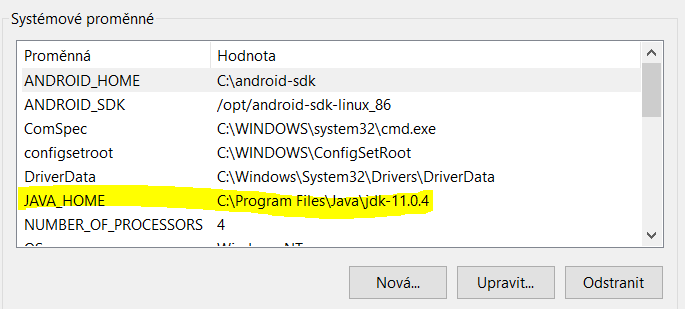 Systémové proměnné
Proměnná Hodnota
ANDROID_HOME C:\android-sdk
ANDROID_SDK /opt/android-sdk-linux_86
ComSpec C:\WINDOWS\system32\cmd.exe
configsetroot C:\WINDOWS\ConfigSetRoot
DriverData C:\Windows\System32\Drivers\DriverData
JAVA_HOME C:\Program Files\Java\jdk-11.0.4
NUMBER_OF_PROCESSORS 4
OS Windows_NT
Nová... Upravit... Odstranit